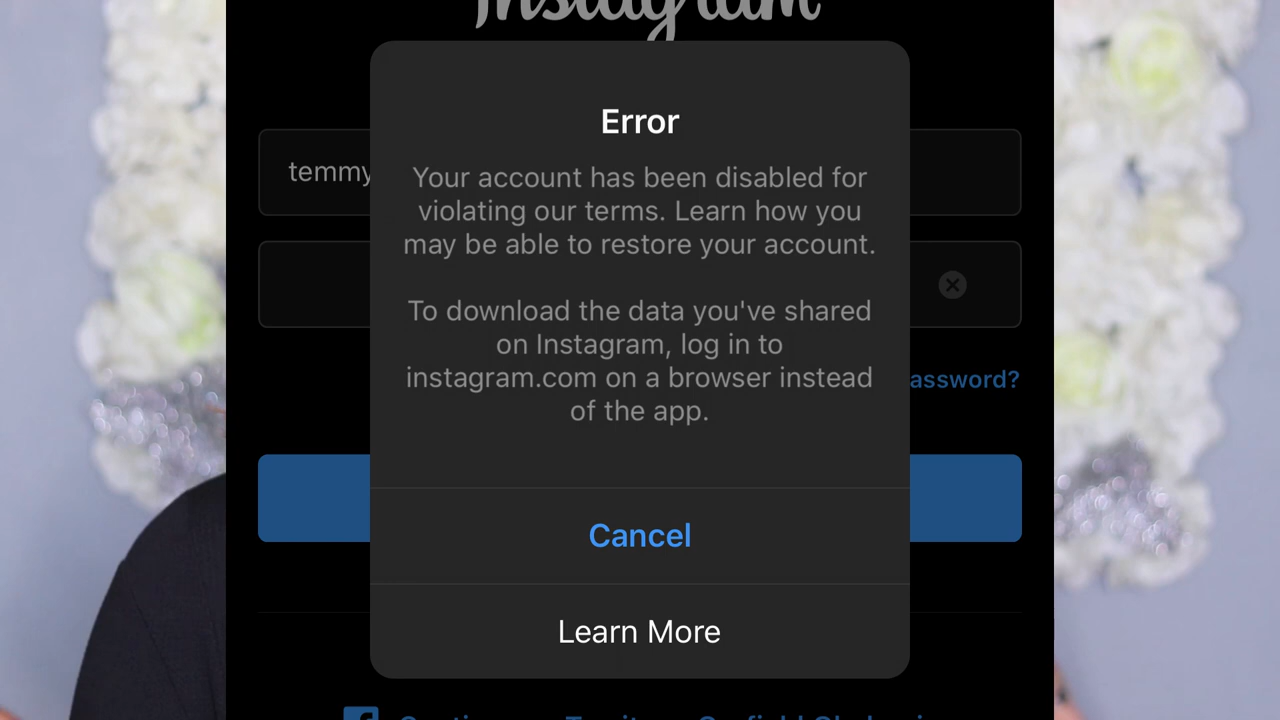 Instagram
Error
temmy
Your account has been disabled for
violating our terms. Learn how you
may be able to restore your account.
To download the data you've shared
on Instagram, log in to
instagram.com on a browser instead
of the app.
assword?
Cancel
Learn More